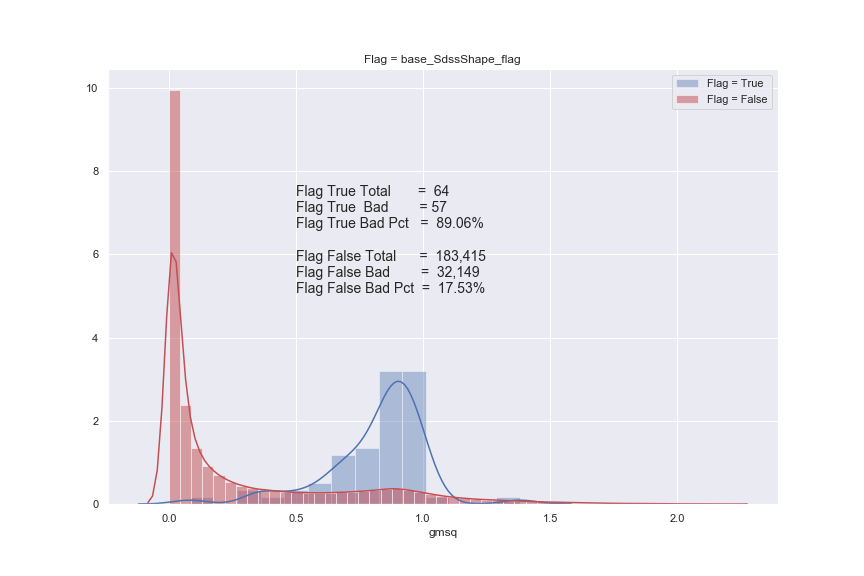 Flag = base_SdssShape_flag
Flag = True
Flag = False
10
8
6
4
2
0
Flag True Total = 64
Flag True Bad = 57
Flag True Bad Pct = 89.06%
Flag False Total = 183,415
Flag False Bad = 32,149
Flag False Bad Pct = 17.53%
0.0 0.5 1.0 1.5 2.0
gmsq